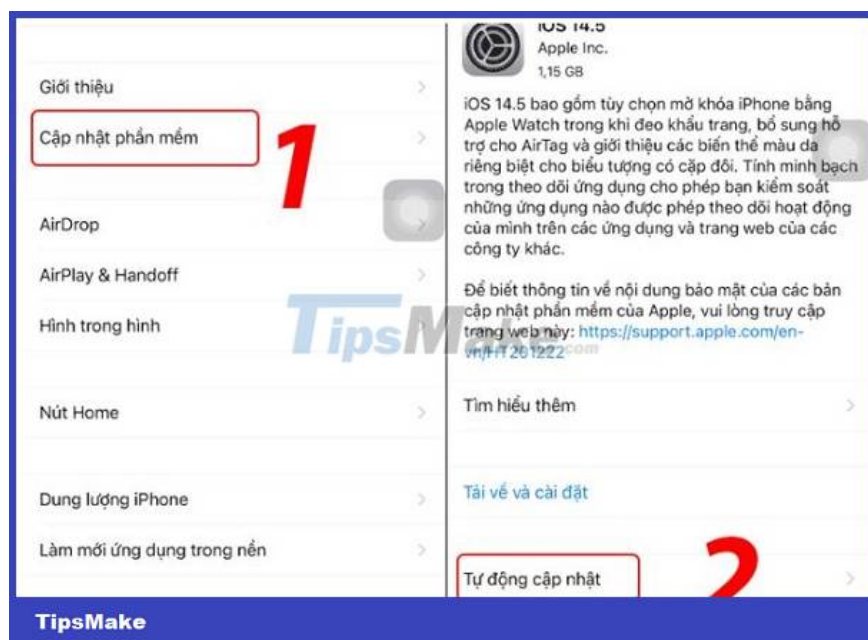 Giới thiệu
Cập nhật phần mềm
1
AirDrop
AirPlay & Handoff
Hình trong hình
Nút Home
Dung lượng iPhone
Làm mới ứng dụng trong nền
iOS 14.5
Apple Inc.
1,15 GB
iOS 14.5 bao gồm tùy chọn mở khóa iPhone bằng
Apple Watch trong khi đeo khẩu trang, bổ sung hỗ
trợ cho AirTag và giới thiệu các biến thể màu da
riêng biệt cho biểu tượng có cặp đôi. Tính minh bạch
trong theo dõi ứng dụng cho phép bạn kiểm soát
những ứng dụng nào được phép theo dõi hoạt động
của mình trên các ứng dụng và trang web của các
công ty khác.
Để biết thông tin về nội dung bảo mật của các bản
cập nhật phần mềm của Apple, vui lòng truy cập
trang web này: https://support.apple.com/en-
vn/HT201222
Tìm hiểu thêm
Tải về và cài đặt
Tự động cập nhật
2
TipsMake.com
TipsMake